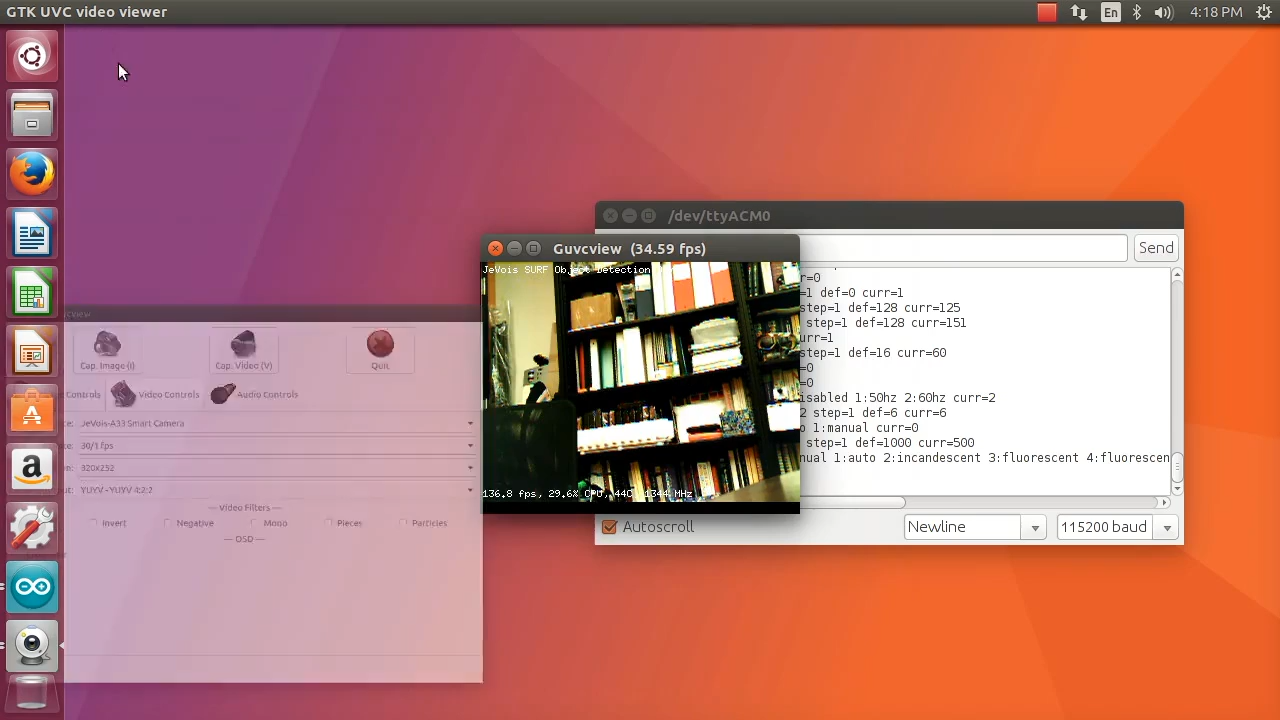 GTK UVC video viewer
En
4:18 PM
/dev/ttyACM0
Send
Guvcview (34.59 fps)
JeVois SURF Object Detection
136.8 fps, 29.6% CPU, 44C, 1344 MHz
=0
=1 def=0 curr=1
step=1 def=128 curr=125
step=1 def=128 curr=151
curr=1
step=1 def=16 curr=60
=0
=0
isabled 1:50hz 2:60hz curr=2
2 step=1 def=6 curr=6
1:manual curr=0
step=1 def=1000 curr=500
nual 1:auto 2:incandescent 3:fluorescent 4:fluorescen
Autoscroll
Newline
115200 baud
Cap. Image (I)
Cap. Video (V)
Quit
Controls
Video Controls
Audio Controls
JeVois-A33 Smart Camera
30/1 fps
320x252
YUYV - YUYV 4:2:2
--- Video Filters ---
Invert
Negative
Mono
Pieces
Particles
--- OSD ---